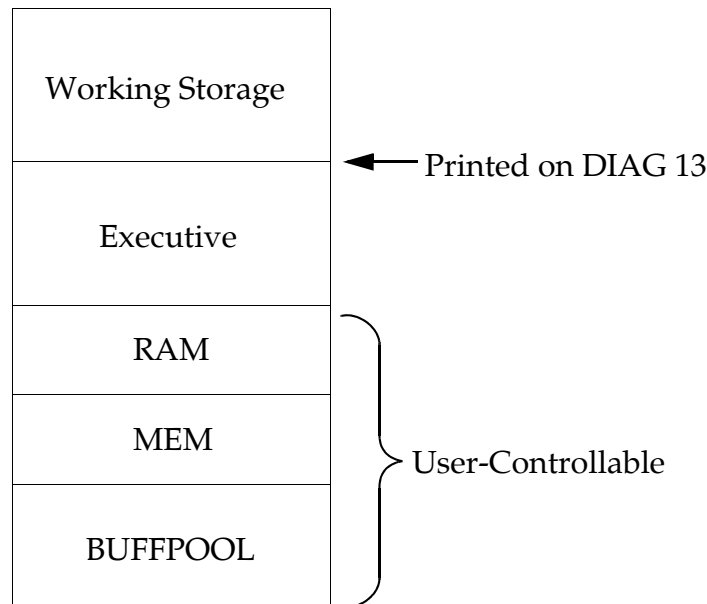 Working Storage
Printed on DIAG 13
Executive
RAM
MEM
User-Controllable
BUFFPOOL